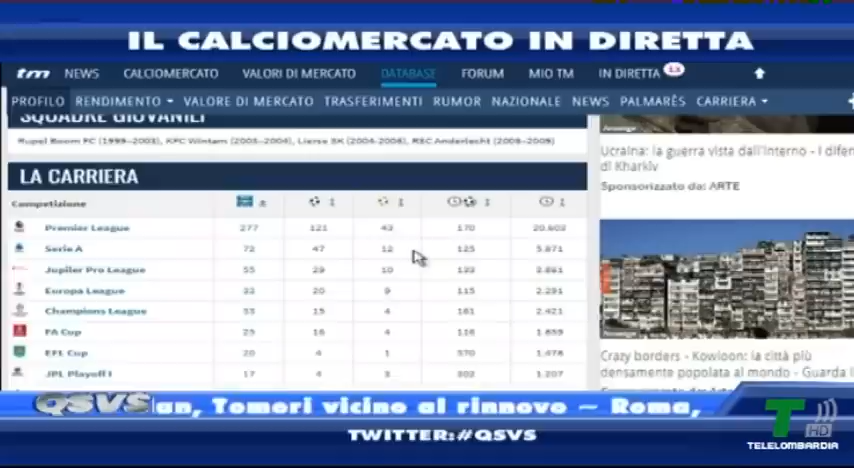 IL CALCIOMERCATO IN DIRETTA
tm NEWS CALCIOMERCATO VALORI DI MERCATO DATABASE FORUM MIO TM IN DIRETTA 13
PROFILO RENDIMENTO VALORE DI MERCATO TRASFERIMENTI RUMOR NAZIONALE NEWS PALMARÈS CARRIERA
SQUADRE GIOVANILI
Rupel Boom FC (1999-2003), KFC Wintam (2003-2004), Lierse SK (2004-2006), RSC Anderlecht (2006-2009)
LA CARRIERA
Competizione
Premier League 277 121 43 170 20.602
Serie A 72 47 12 125 5.871
Jupiler Pro League 55 29 10 133
Europa League 33 20 9 115 2.291
Champions League 33 15 4 161 2.421
FA Cup 25 16 4 116 1.859
EFL Cup 20 4 1 370 1.478
JPL Playoff I 17 4 3 302 1.207
Anzeige
Ucraina: la guerra vista dall'interno - I difen
di Kharkiv
Sponsorizzato da: ARTE
Crazy borders - Kowloon: la città più
densamente popolata al mondo - Guarda i
QSVS lan, Tomori vicino al rinnovo ~ Roma,
TWITTER:#QSVS
T HD
TELELOMBARDIA